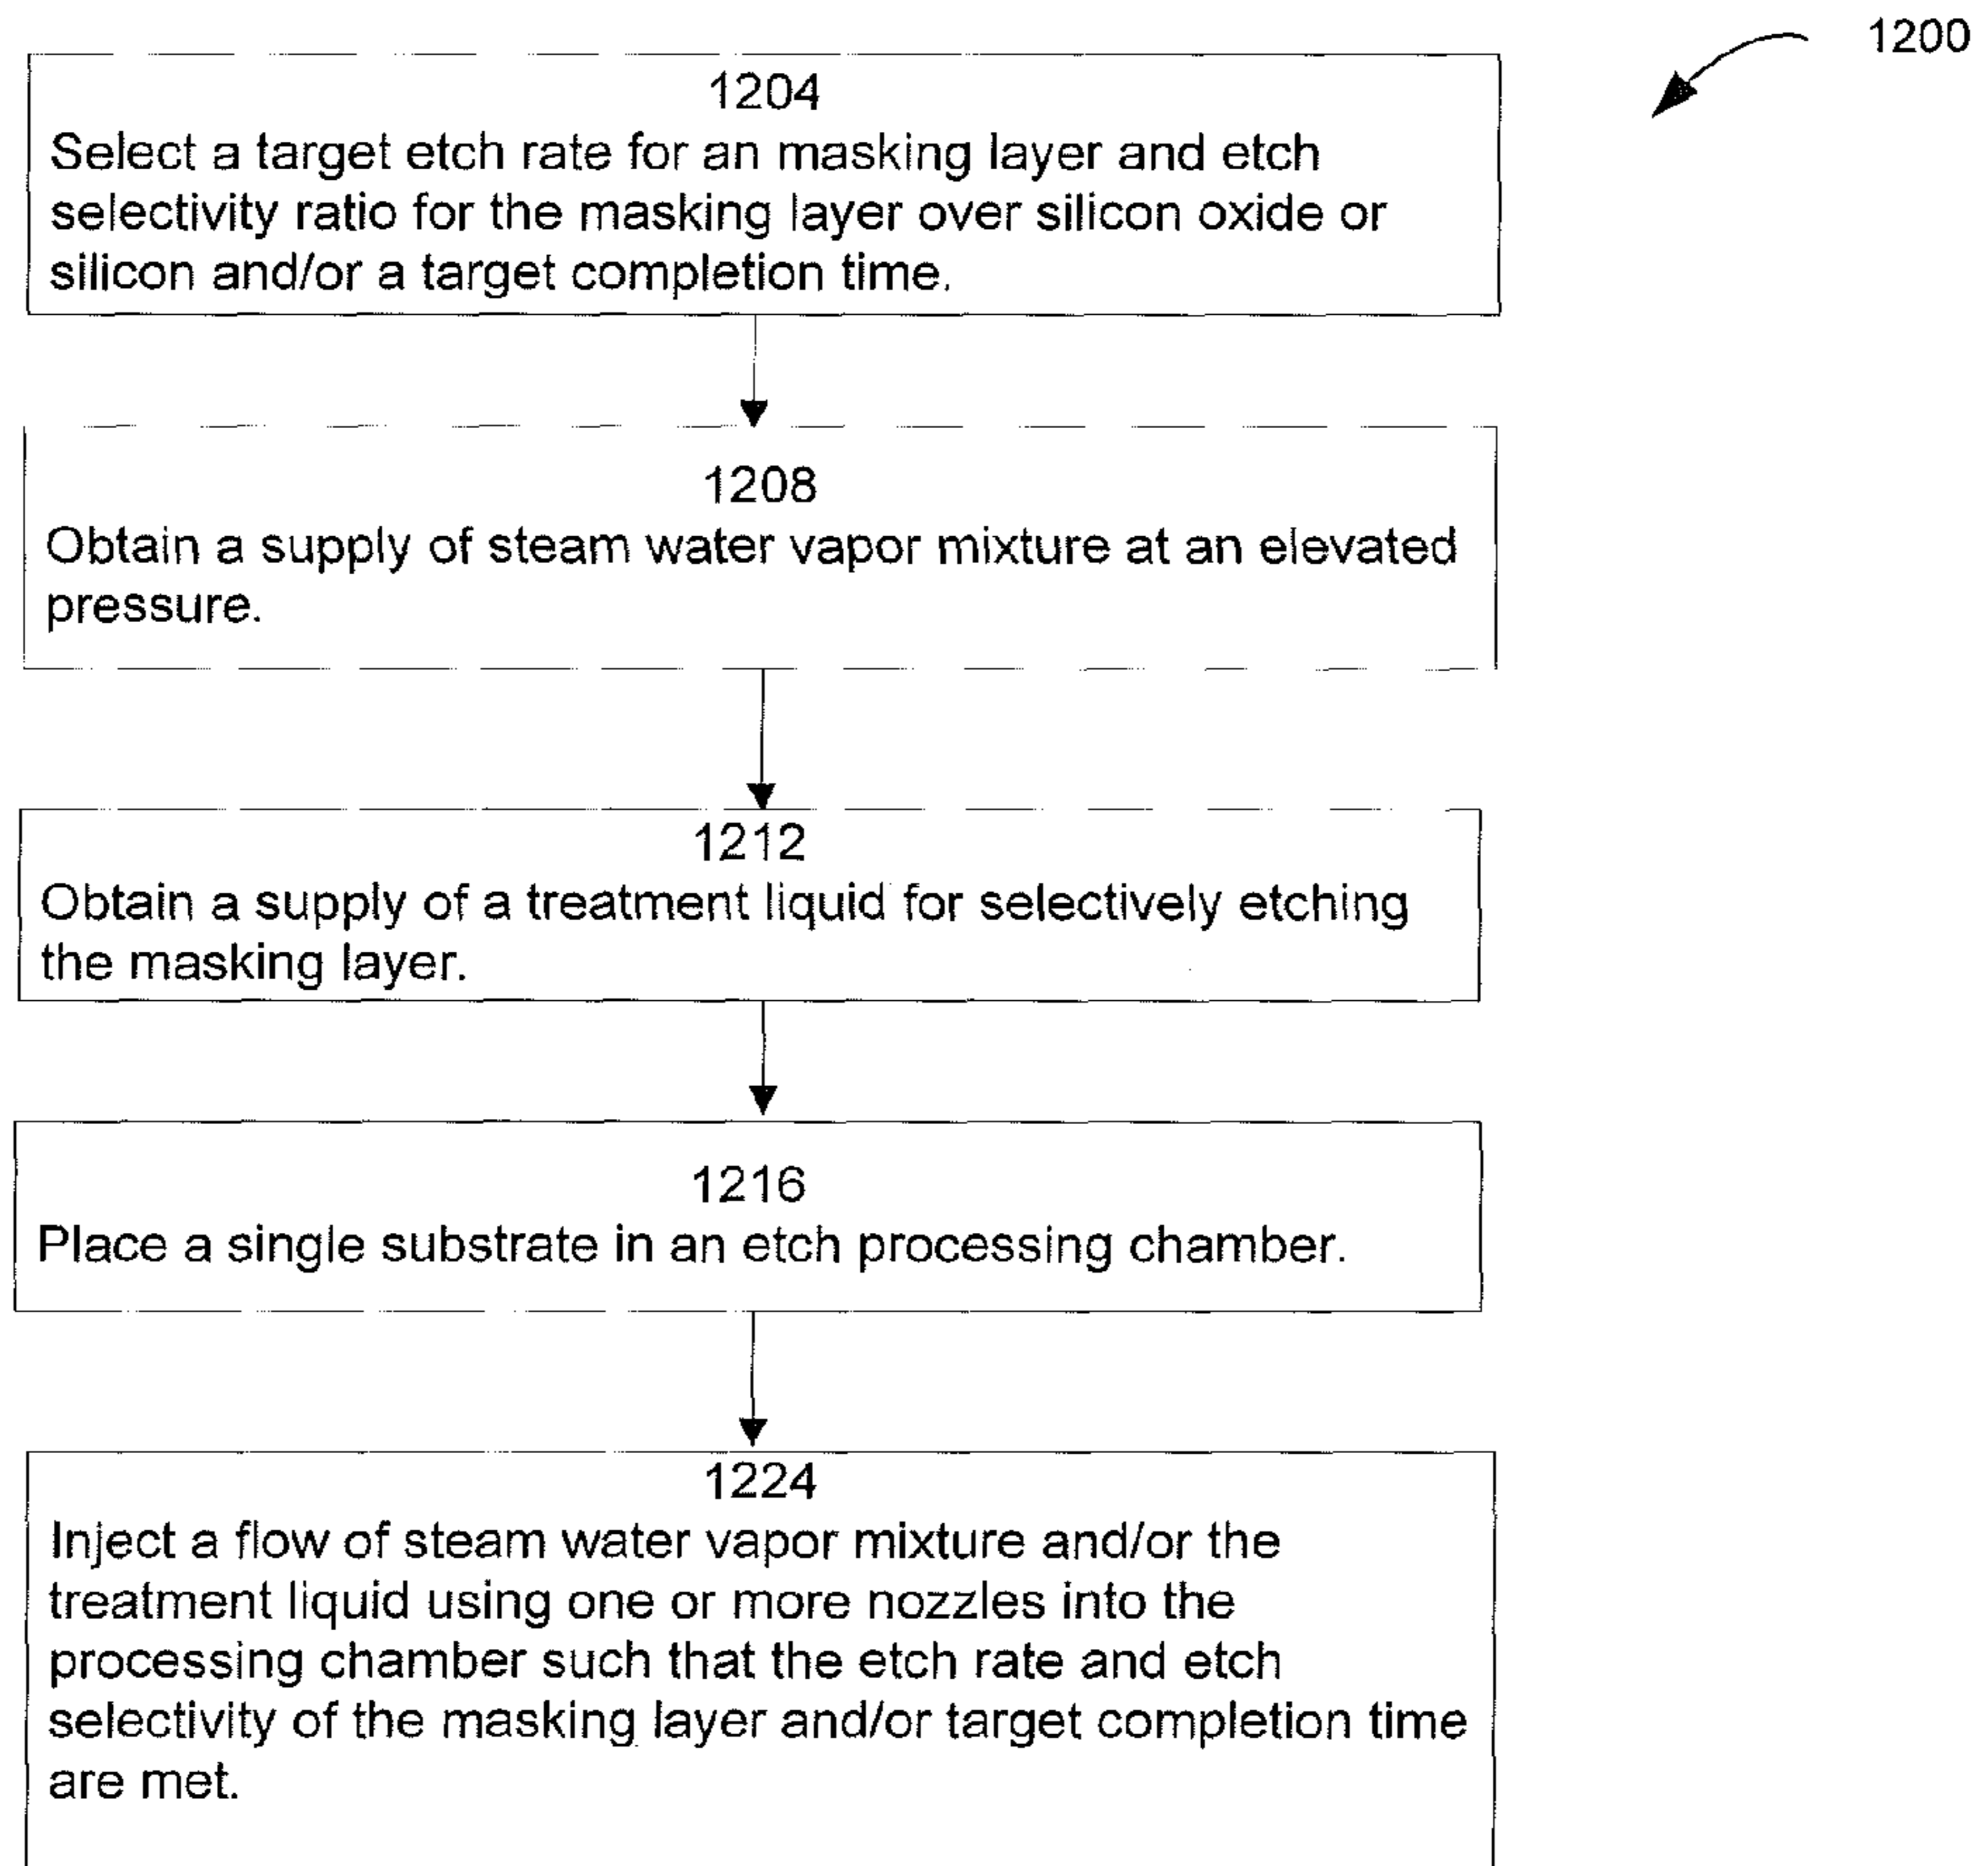 1200
1204
Select a target etch rate for an masking layer and etch
selectivity ratio for the masking layer over silicon oxide or
silicon and/or a target completion time.
1208
Obtain a supply of steam water vapor mixture at an elevated
pressure.
1212
Obtain a supply of a treatment liquid for selectively etching
the masking layer.
1216
Place a single substrate in an etch processing chamber.
1224
Inject a flow of steam water vapor mixture and/or the
treatment liquid using one or more nozzles into the
processing chamber such that the etch rate and etch
selectivity of the masking layer and/or target completion time
are met.